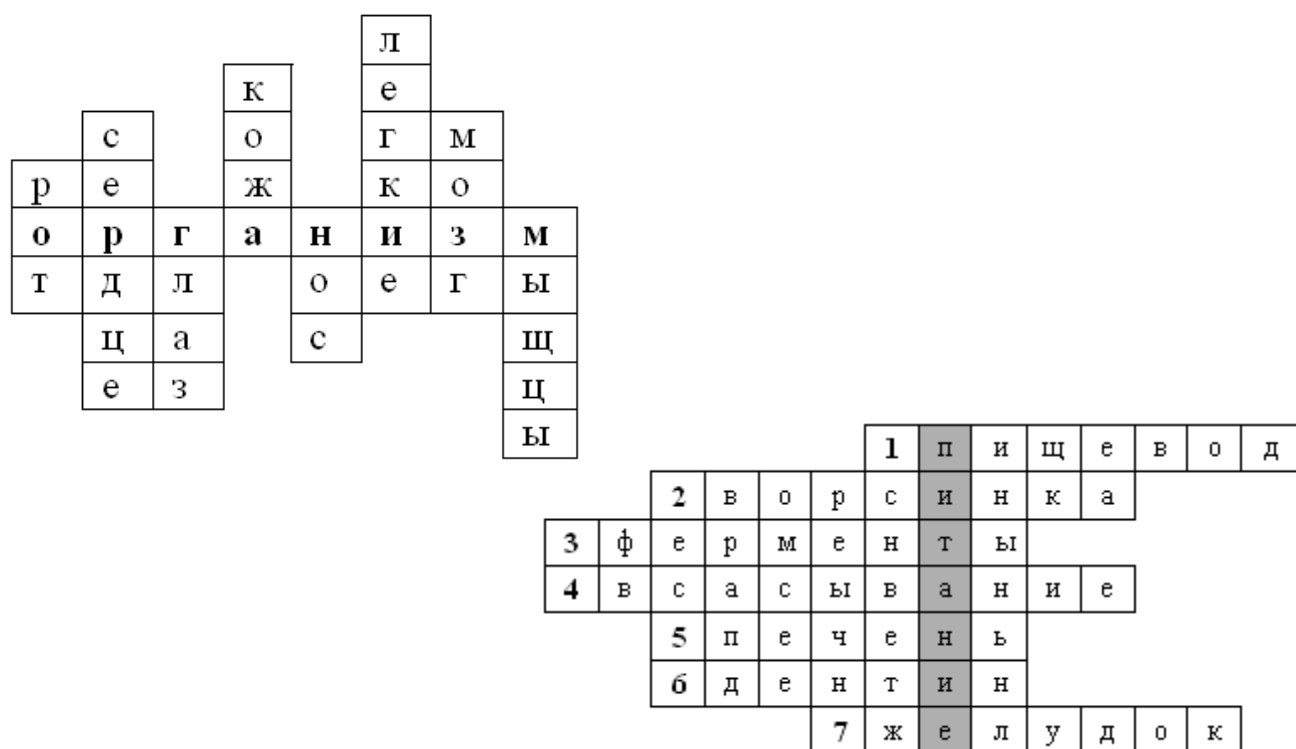 л
к е
с о г м
р е ж к о
о р г а н и з м
т д л о е г ы
ц а с щ
е з ц
ы
1 п и щ е в о д
2 в о р с и н к а
3 ф е р м е н т ы
4 в с а с ы в а н и е
5 п е ч е н ь
6 д е н т и н
7 ж е л у д о к